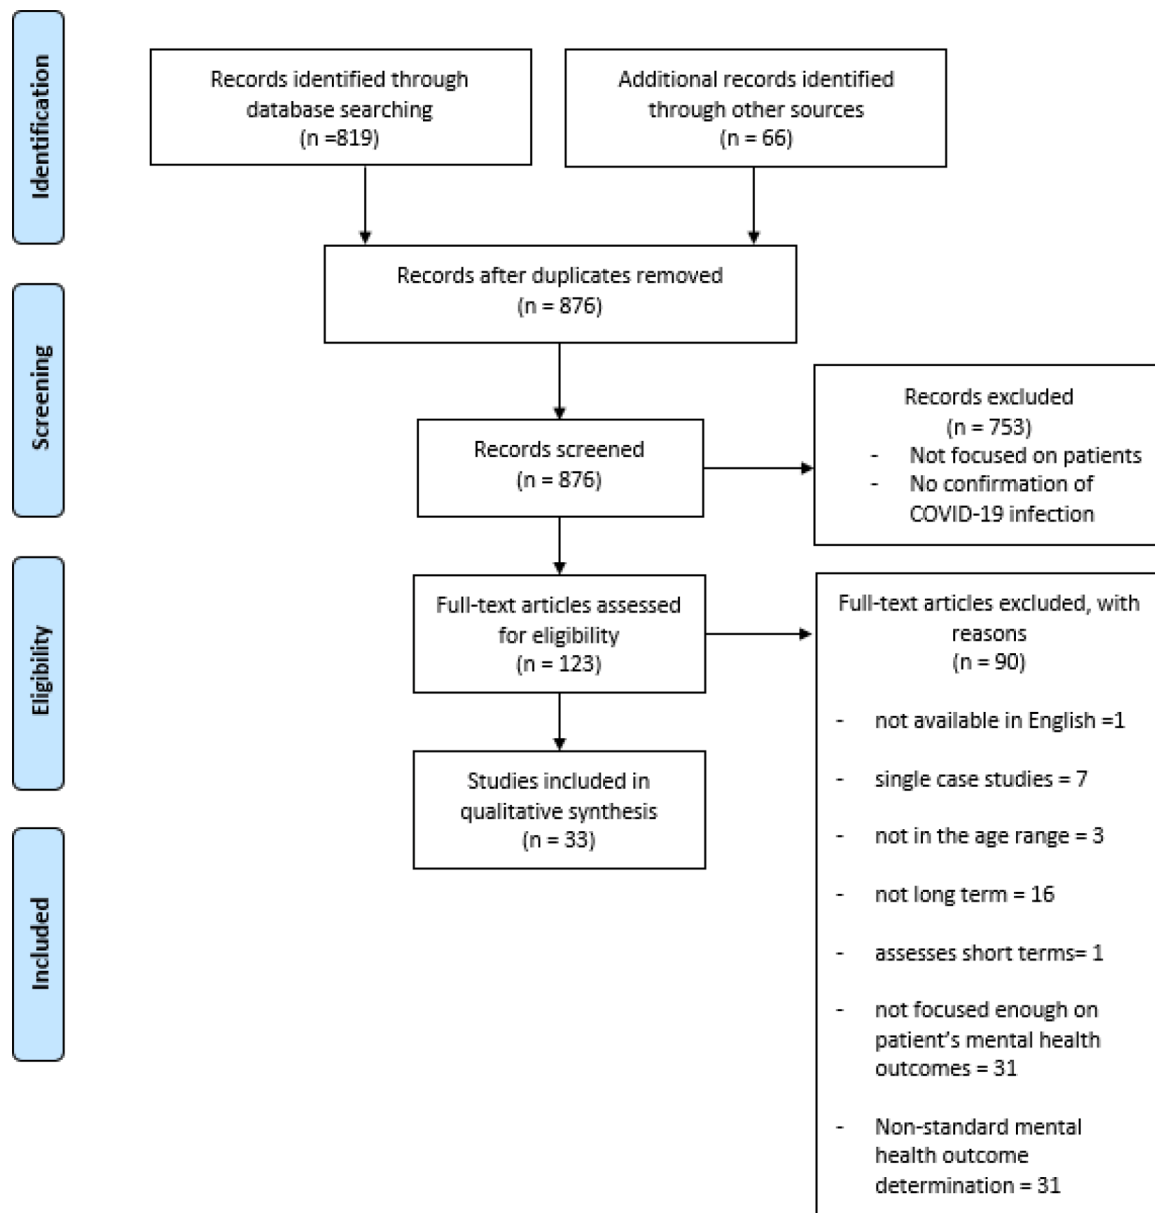 Identification
Records identified through
database searching
(n =819)
Additional records identified
through other sources
(n = 66)
Records after duplicates removed
(n = 876)
Screening
Records screened
(n = 876)
Records excluded
(n = 753)
- Not focused on patients
- No confirmation of
COVID-19 infection
Eligibility
Full-text articles assessed
for eligibility
(n = 123)
Full-text articles excluded, with
reasons
(n = 90)
- not available in English =1
- single case studies = 7
- not in the age range = 3
- not long term = 16
- assesses short terms= 1
- not focused enough on
patient’s mental health
outcomes = 31
- Non-standard mental
health outcome
determination = 31
Included
Studies included in
qualitative synthesis
(n = 33)